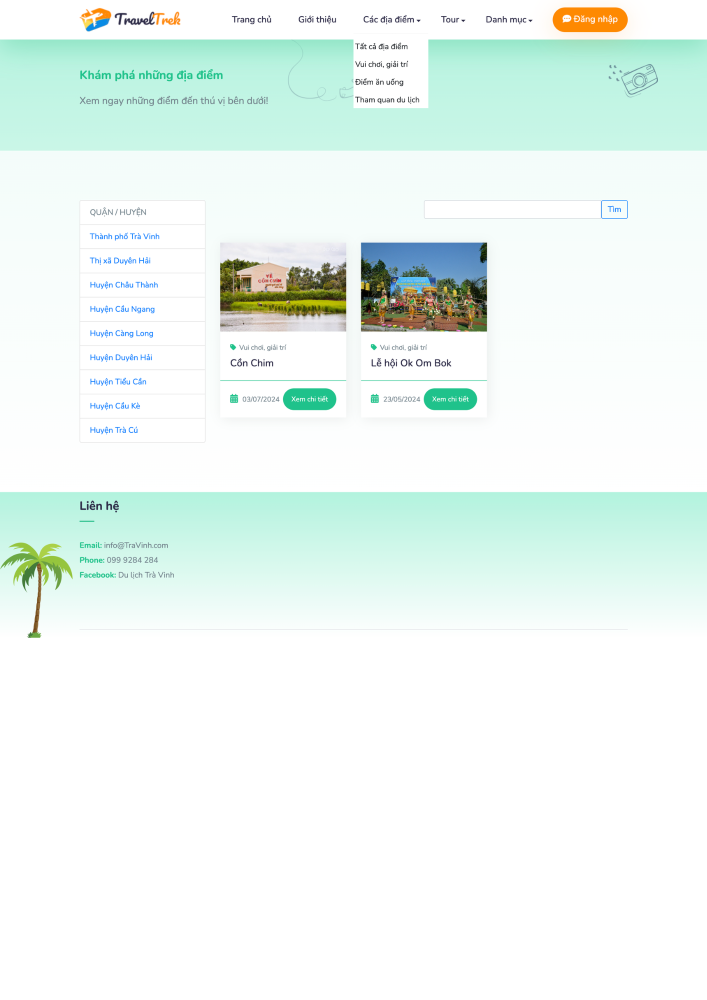 TravelTrek
Trang chủ
Giới thiệu
Các địa điểm
Tour
Danh mục
Đăng nhập
Tất cả địa điểm
Vui chơi, giải trí
Điểm ăn uống
Tham quan du lịch
Khám phá những địa điểm
Xem ngay những điểm đến thú vị bên dưới!
QUẬN / HUYỆN
Thành phố Trà Vinh
Thị xã Duyên Hải
Huyện Châu Thành
Huyện Cầu Ngang
Huyện Càng Long
Huyện Duyên Hải
Huyện Tiểu Cần
Huyện Cầu Kè
Huyện Trà Cú
Tìm
VỀ
CỒN CHIM
Vui chơi, giải trí
Cồn Chim
03/07/2024
Xem chi tiết
Vui chơi, giải trí
Lễ hội Ok Om Bok
23/05/2024
Xem chi tiết
Liên hệ
Email: info@TraVinh.com
Phone: 099 9284 284
Facebook: Du lịch Trà Vinh